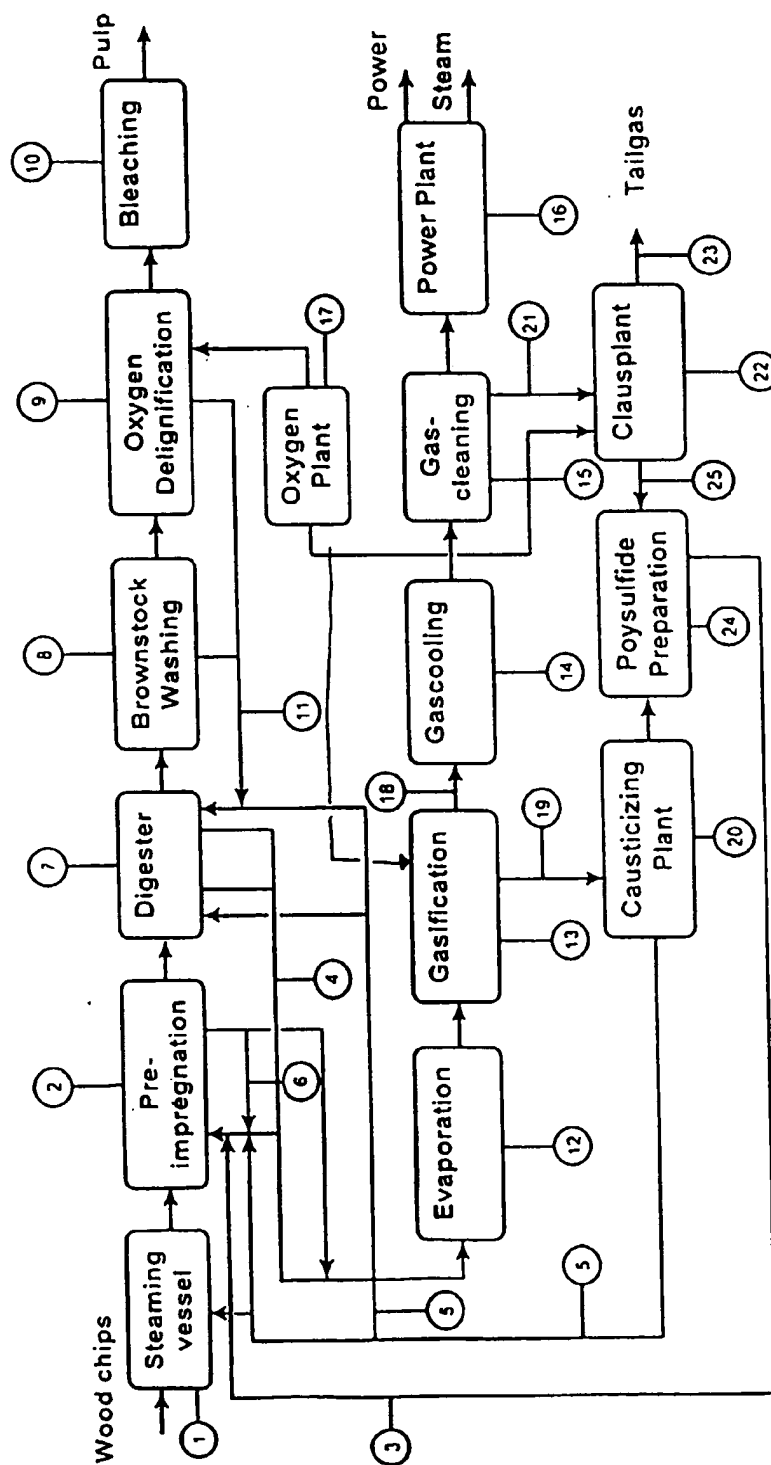 Wood chips
Steaming
vessel
1
Pre-
impregnation
2
Digester
7
Brownstock
Washing
8
Oxygen
Delignification
9
Bleaching
10
Pulp
3
6
4
5
11
Oxygen
Plant
17
Evaporation
12
Gasification
13
18
Gascooling
14
Gas-
cleaning
15
Power Plant
16
Power
Steam
5
19
Causticizing
Plant
20
Poysulfide
Preparation
24
25
21
Clausplant
22
23
Tailgas